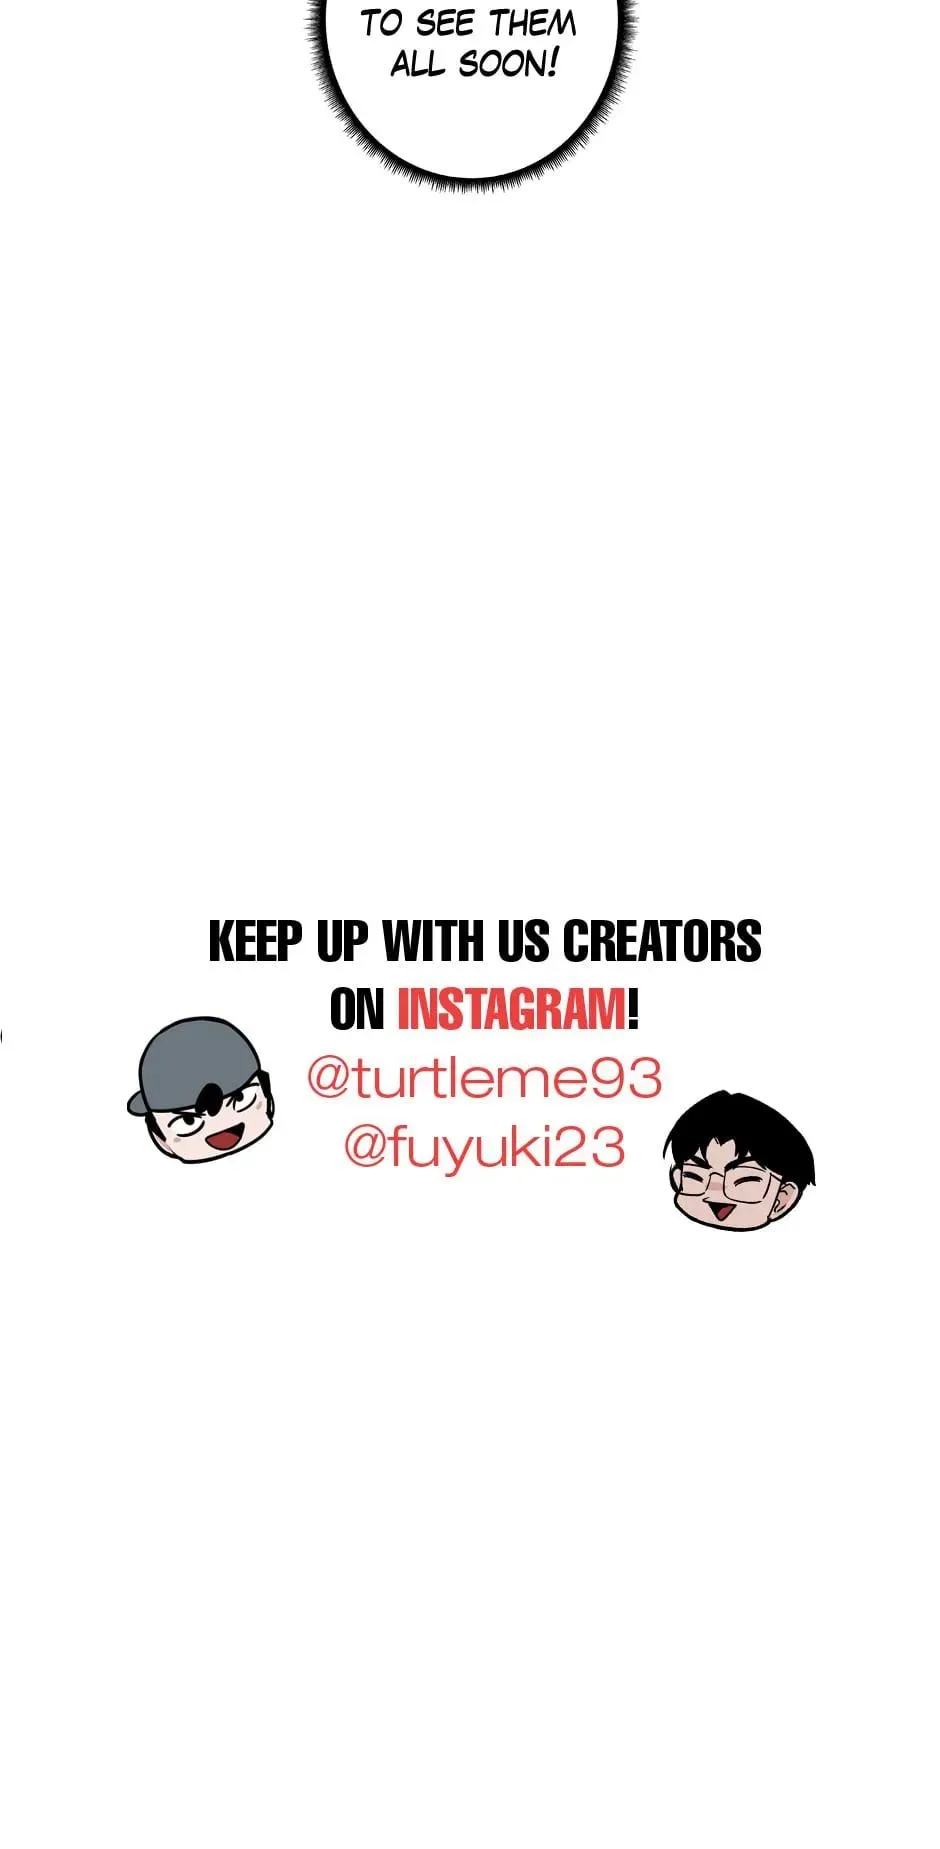 TO SEE THEM
ALL SOON!
KEEP UP WITH US CREATORS
ON INSTAGRAM!
@turtleme93
@fuyuki23